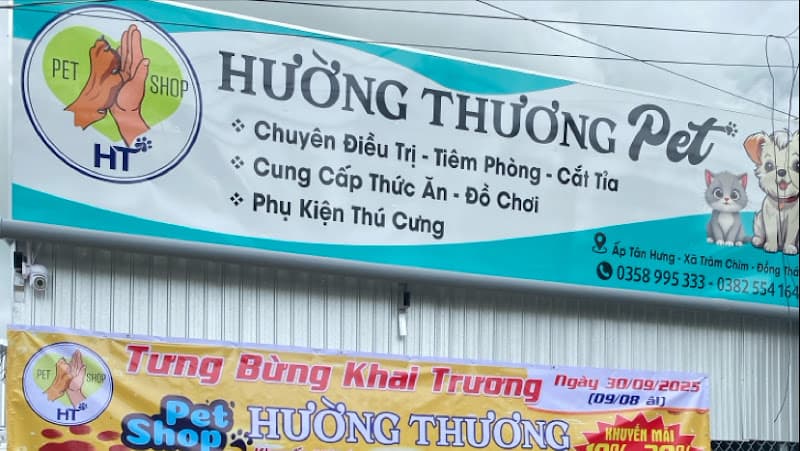 PET SHOP
HT
HƯỜNG THƯƠNG Pet
Chuyên Điều Trị - Tiêm Phòng - Cắt Tỉa
Cung Cấp Thức Ăn - Đồ Chơi
Phụ Kiện Thú Cưng
Ấp Tân Hưng - Xã Tràm Chim - Đồng Thá
0358 995 333 - 0382 554 164
PET SHOP
HT
Tưng Bừng Khai Trương
Ngày 30/09/2025
(09/08 âl)
Pet Shop
HƯỜNG THƯƠNG
KHUYẾN MÃI